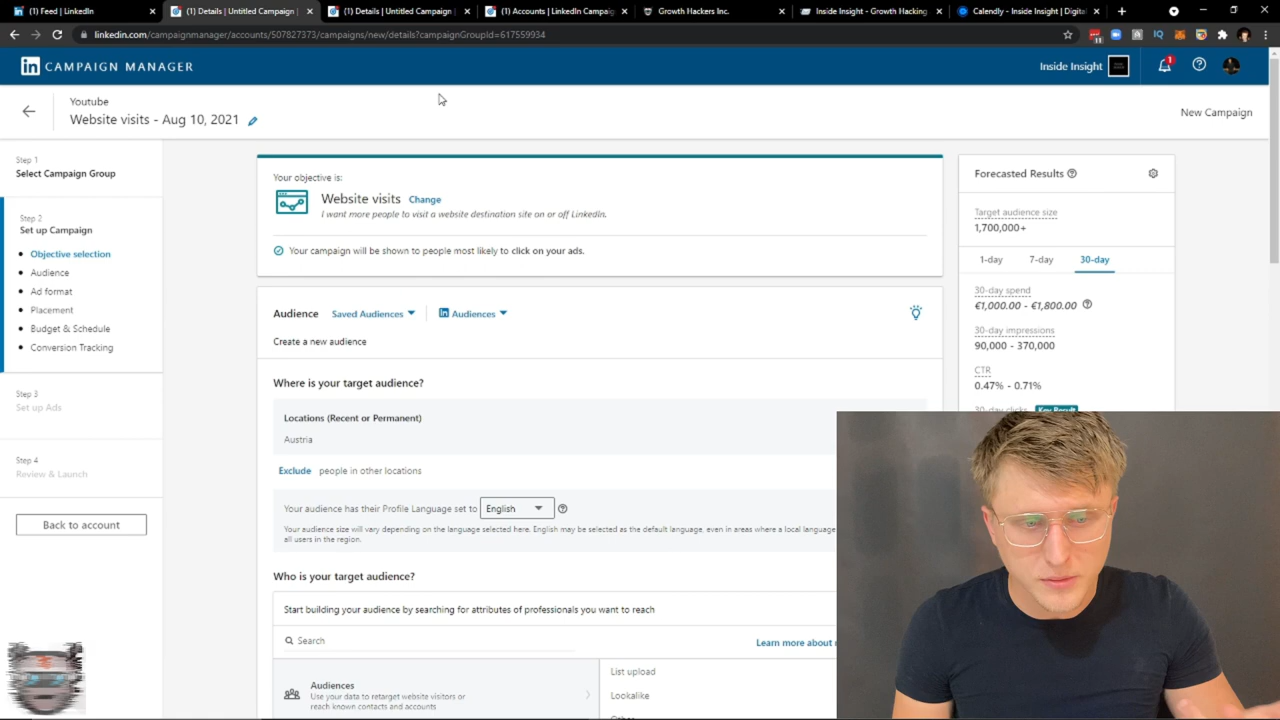 (1) Feed | LinkedIn
Details | Untitled Campaign |
Details | Untitled Campaign |
(1) Accounts | LinkedIn Campaig
Growth Hackers Inc.
Inside Insight - Growth Hacking
Calendly - Inside Insight | Digital
linkedin.com/campaignmanager/accounts/507827373/campaigns/new/details?campaignGroupId=617559934
11
in CAMPAIGN MANAGER
Inside Insight
1
Youtube
Website visits - Aug 10, 2021
New Campaign
Step 1
Select Campaign Group
Step 2
Set up Campaign
Objective selection
Audience
Ad format
Placement
Budget & Schedule
Conversion Tracking
Step 3
Set up Ads
Step 4
Review & Launch
Back to account
Your objective is:
Website visits Change
I want more people to visit a website destination site on or off LinkedIn.
Your campaign will be shown to people most likely to click on your ads.
Audience Saved Audiences in Audiences
Create a new audience
Where is your target audience?
Locations (Recent or Permanent)
Austria
Exclude people in other locations
Your audience has their Profile Language set to English
Your audience size will vary depending on the language selected here. English may be selected as the default language, even in areas where a local language
all users in the region.
Who is your target audience?
Start building your audience by searching for attributes of professionals you want to reach
Search
Learn more about
Audiences
Use your data to retarget website visitors or
reach known contacts and accounts
List upload
Lookalike
Forecasted Results
Target audience size
1,700,000+
1-day 7-day 30-day
30-day spend
€1,000.00 - €1,800.00
30-day impressions
90,000 - 370,000
CTR
0.47% - 0.71%
30-day clicks Key Result